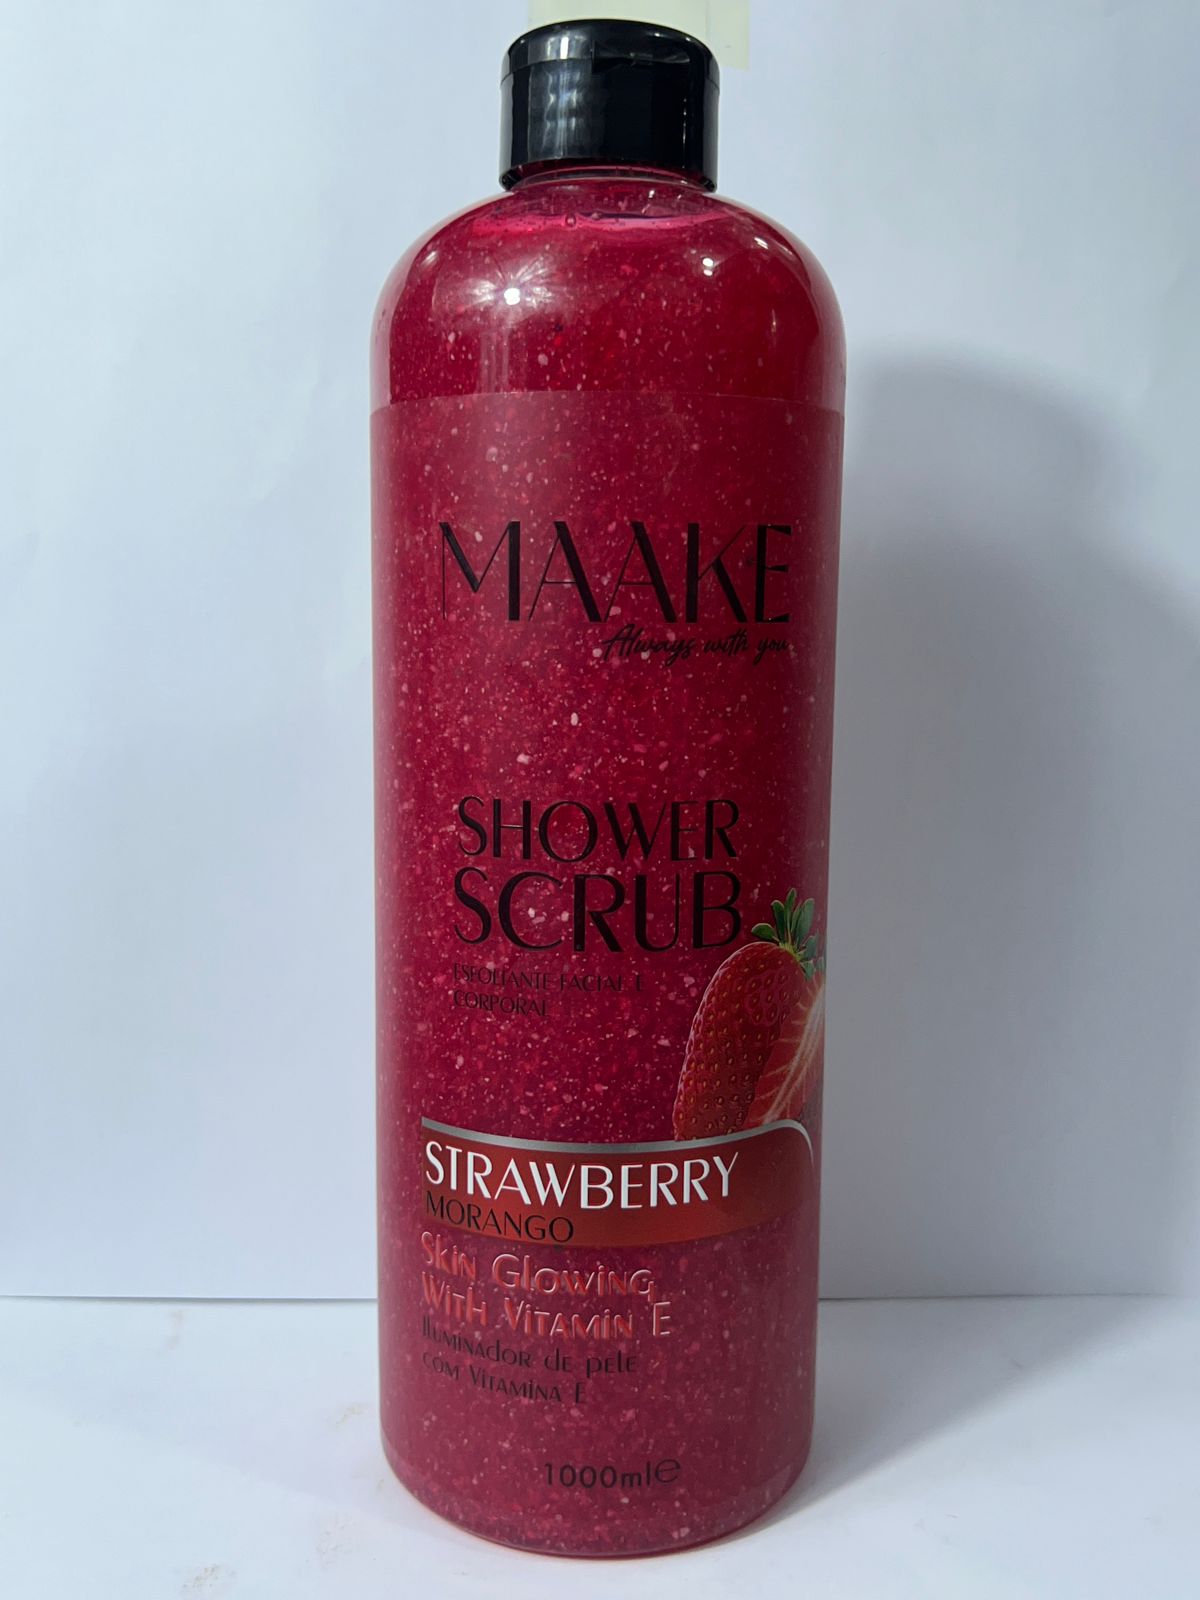 MAAKE
Always with you
SHOWER
SCRUB
ESFOLIANTE FACIAL E
CORPORAL
STRAWBERRY
MORANGO
Skin Glowing
With Vitamin E
Iluminador de pele
com Vitamina E
1000ml℮